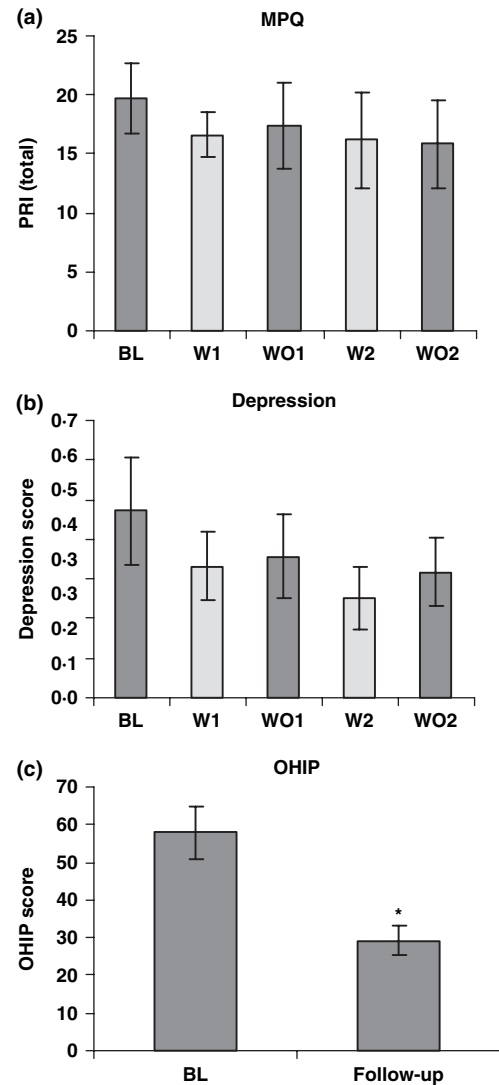 (a) MPQ
25
20
15
10
5
0
PRI (total)
BL W1 WO1 W2 WO2
(b) Depression
0·7
0·6
0·5
0·4
0·3
0·3
0·2
0·1
0·0
Depression score
BL W1 WO1 W2 WO2
(c) OHIP
70
60
50
40
30
20
10
0
OHIP score
*
BL Follow-up